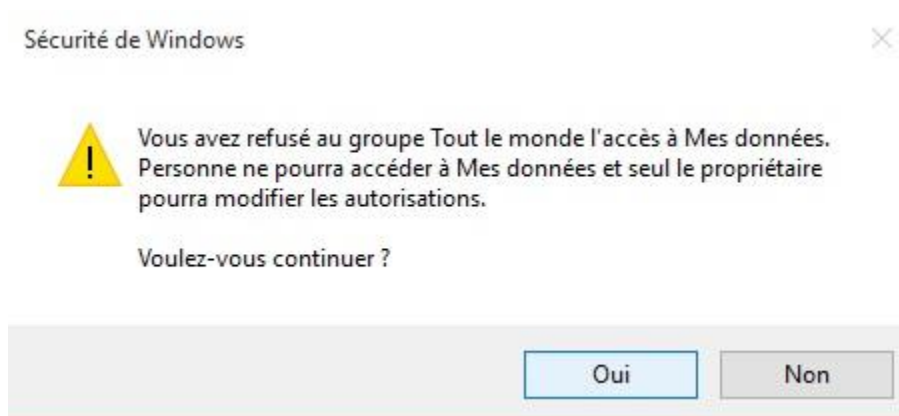 Sécurité de Windows
Vous avez refusé au groupe Tout le monde l'accès à Mes données.
Personne ne pourra accéder à Mes données et seul le propriétaire
pourra modifier les autorisations.
Voulez-vous continuer ?
Oui
Non